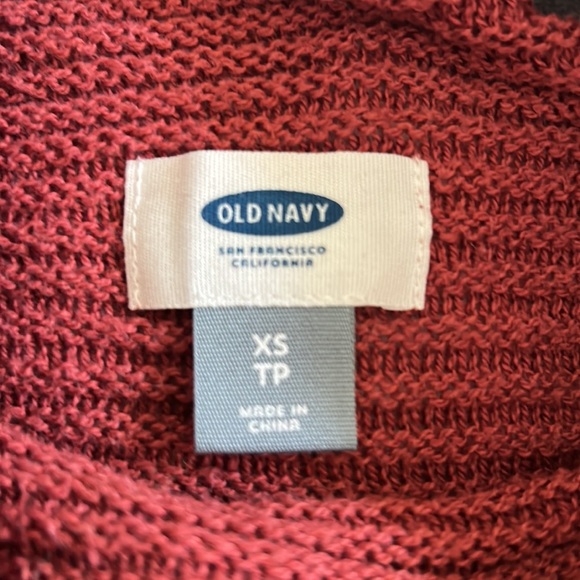 OLD NAVY
SAN FRANCISCO
CALIFORNIA
XS
TP
MADE IN
CHINA